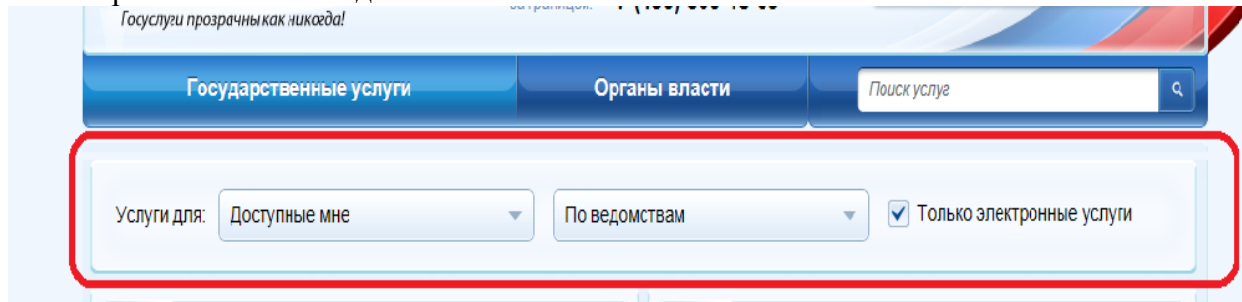 Госуслуги прозрачны как никогда!
Государственные услуги
Органы власти
Поиск услуг
Услуги для:
Доступные мне
По ведомствам
Только электронные услуги